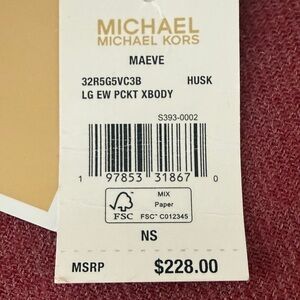 MICHAEL
MICHAEL KORS
MAEVE
32R5G5VC3B HUSK
LG EW PCKT XBODY
S393-0002
1 97853 31867 0
FSC
MIX
Paper
FSC™ C012345
NS
MSRP $228.00